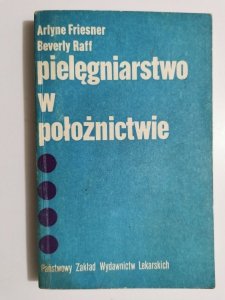 Arlyne Friesner
Beverly Raff
pielęgniarstwo
w
położnictwie
Państwowy Zakład Wydawnictw Lekarskich